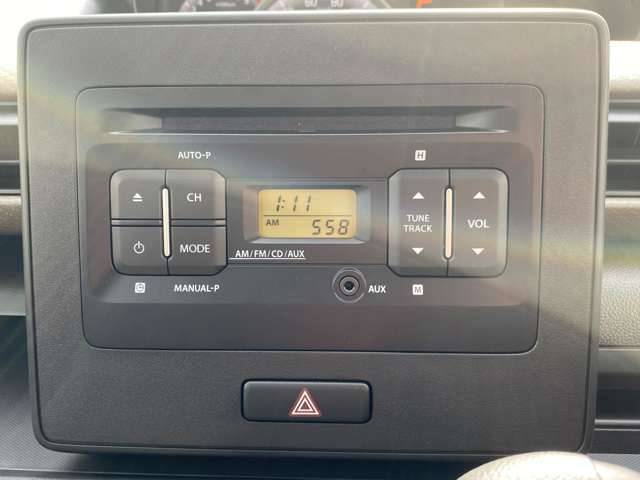 AUTO-P
H
CH
MODE
1:11
AM
558
TUNE
TRACK
VOL
AM/FM/CD/AUX
C
MANUAL-P
AUX
M